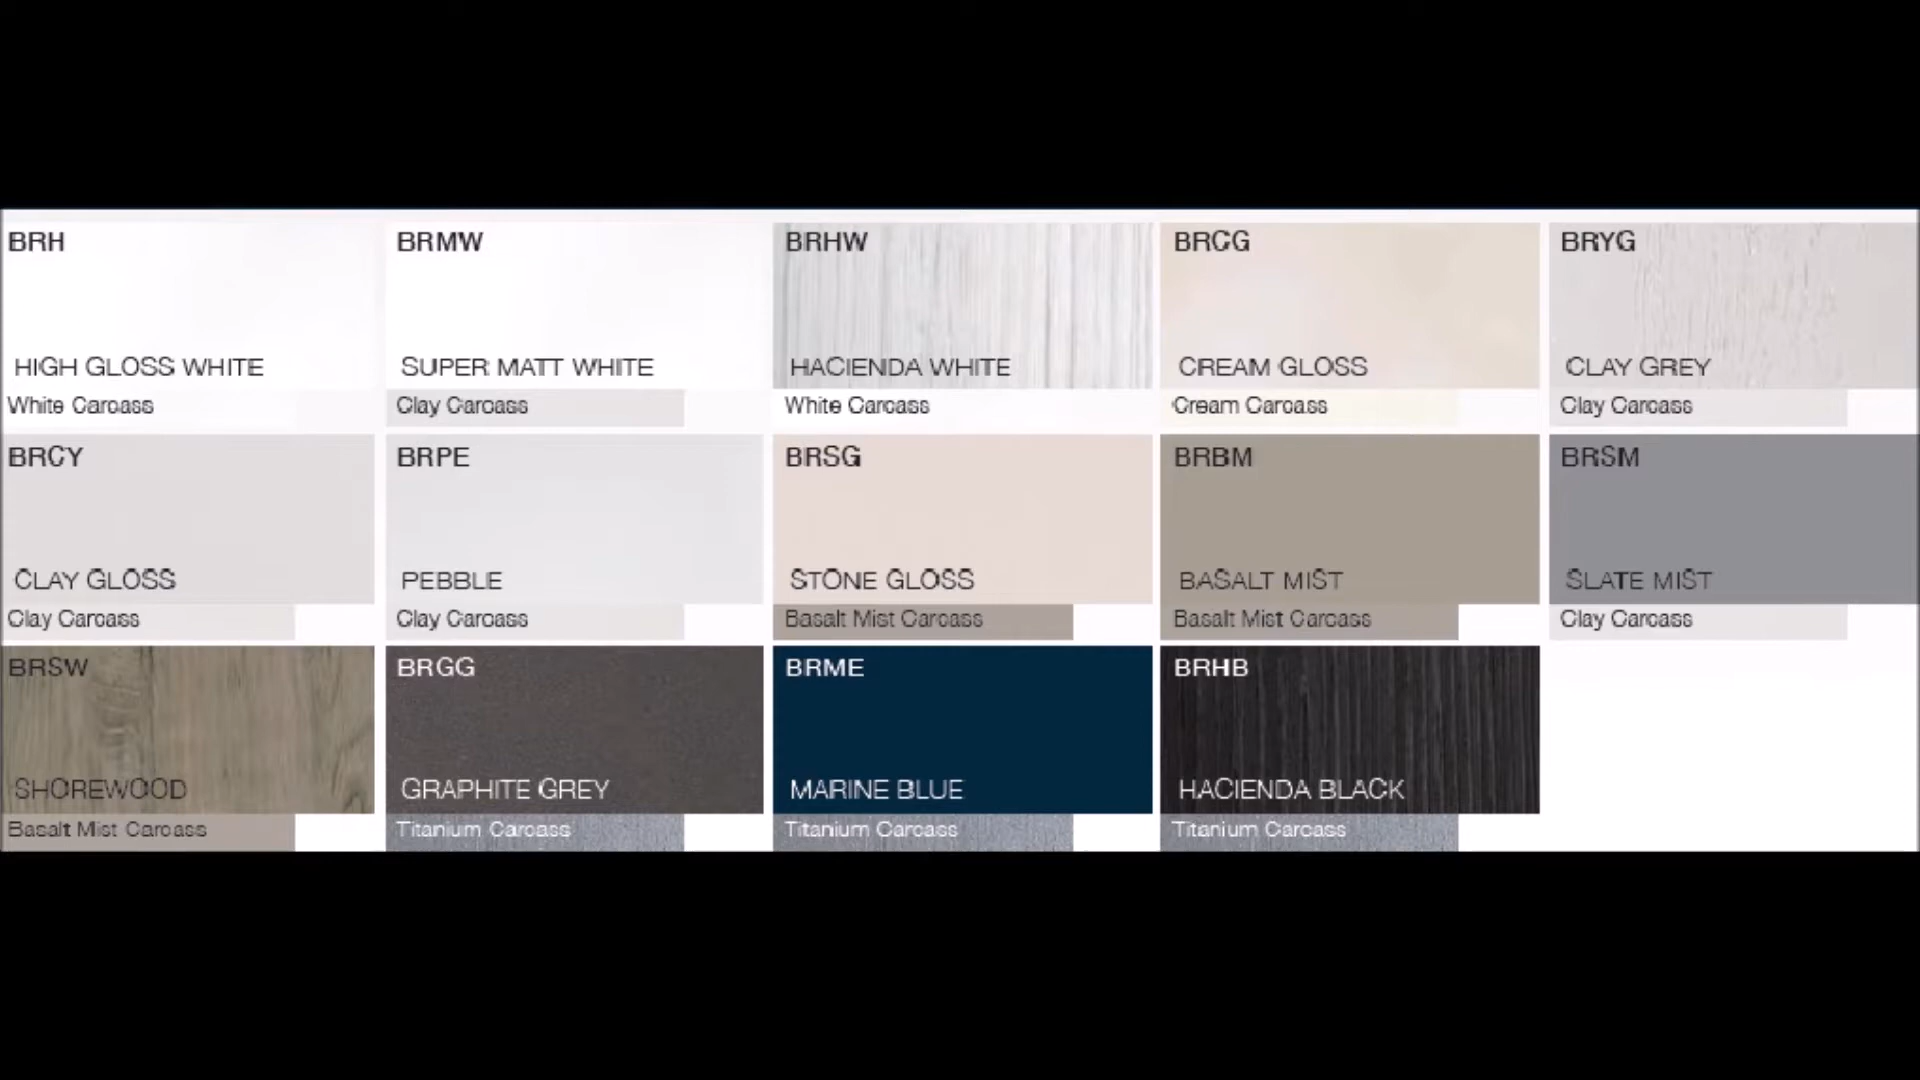 BRH
HIGH GLOSS WHITE
White Carcass
BRMW
SUPER MATT WHITE
Clay Carcass
BRHW
HACIENDA WHITE
White Carcass
BRCG
CREAM GLOSS
Cream Carcass
BRYG
CLAY GREY
Clay Carcass
BRCY
CLAY GLOSS
Clay Carcass
BRPE
PEBBLE
Clay Carcass
BRSG
STONE GLOSS
Basalt Mist Carcass
BRBM
BASALT MIST
Basalt Mist Carcass
BRSM
SLATE MIST
Clay Carcass
BRSW
SHOREWOOD
Basalt Mist Carcass
BRGG
GRAPHITE GREY
Titanium Carcass
BRME
MARINE BLUE
Titanium Carcass
BRHB
HACIENDA BLACK
Titanium Carcass